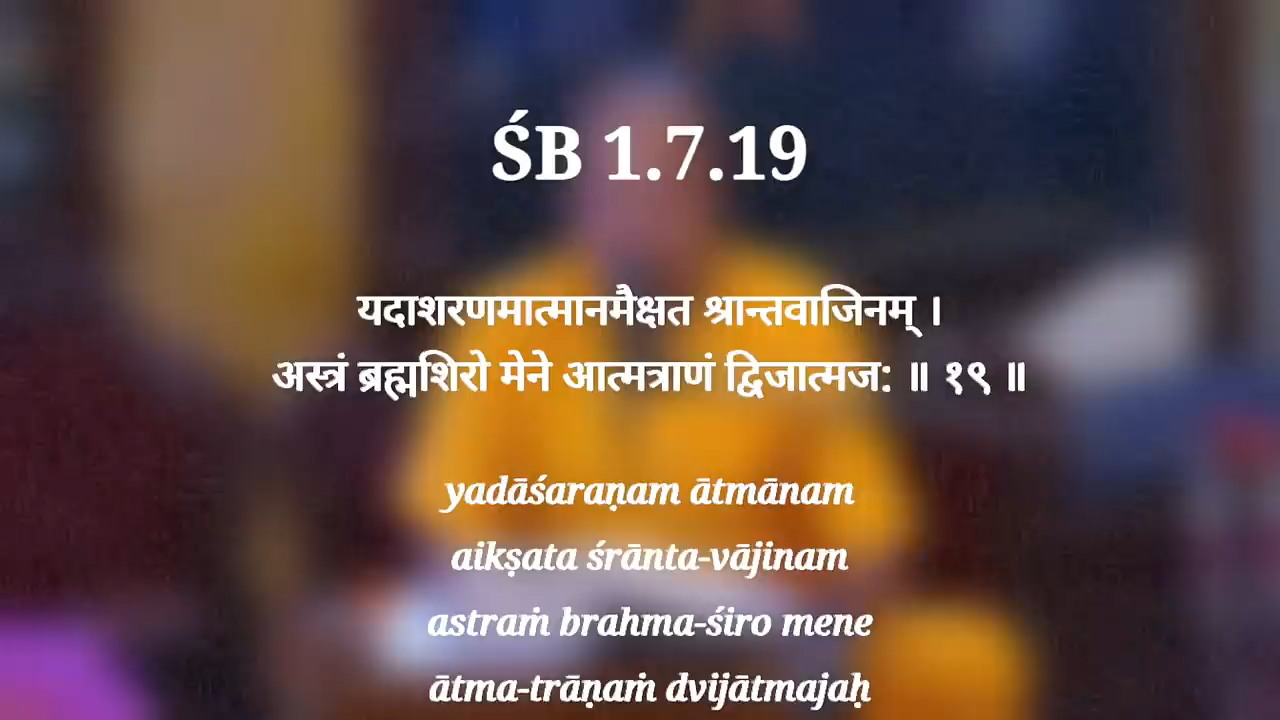 ŚB 1.7.19
यदाशरणमात्मानमैक्षत श्रान्तवाजिनम् ।
अस्त्रं ब्रह्मशिरो मेने आत्मत्राणं द्विजात्मज: ॥ १९ ॥
yadāśaraṇam ātmānam
aikṣata śrānta-vājinam
astraṁ brahma-śiro mene
ātma-trāṇaṁ dvijātmajaḥ